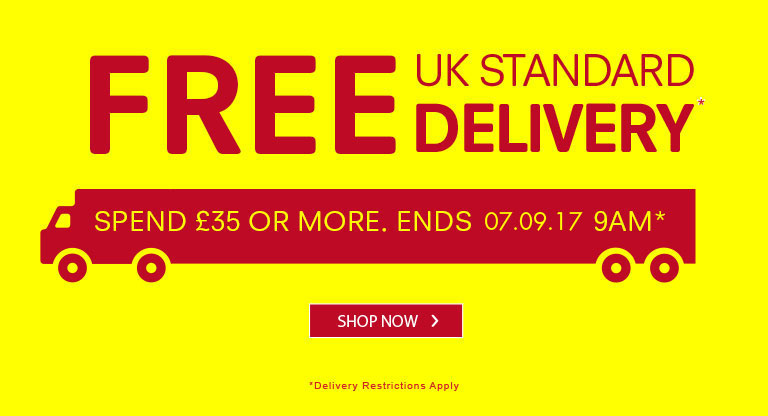 FREE UK STANDARD
DELIVERY*
SPEND £35 OR MORE. ENDS 07.09.17 9AM*
SHOP NOW >
*Delivery Restrictions Apply